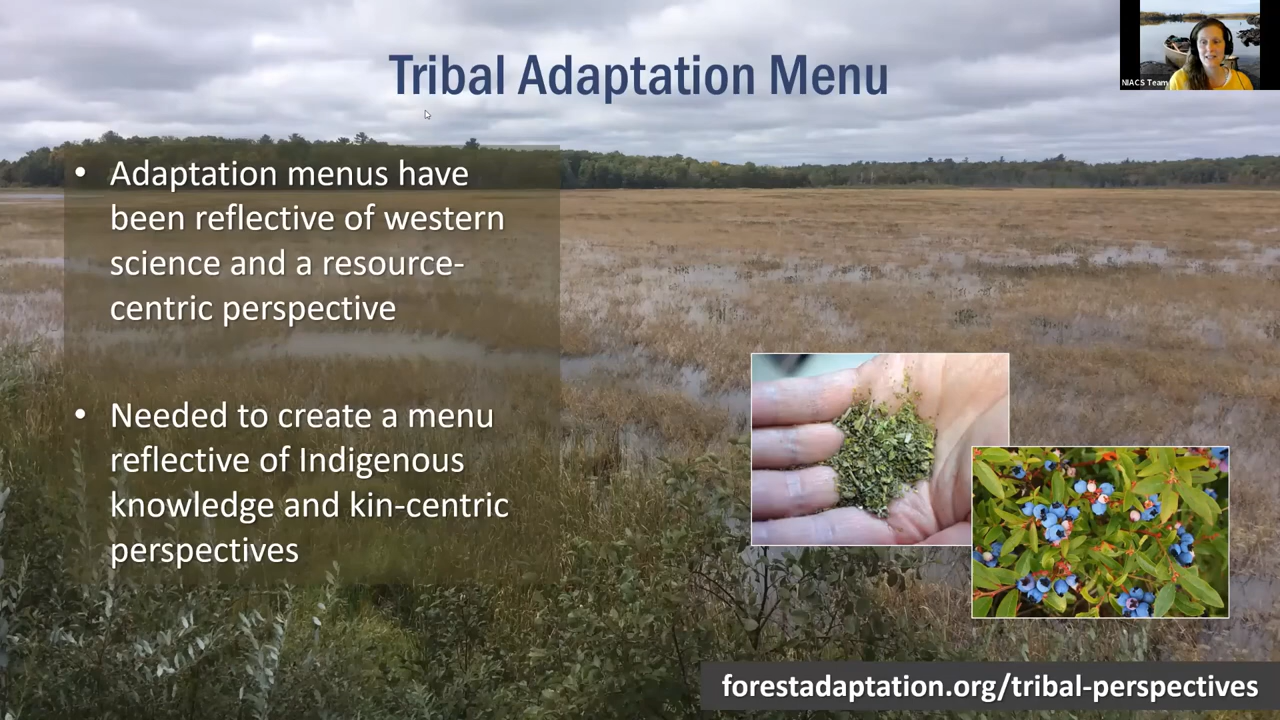 Tribal Adaptation Menu
NIACS Team
• Adaptation menus have
been reflective of western
science and a resource-
centric perspective
• Needed to create a menu
reflective of Indigenous
knowledge and kin-centric
perspectives
forestadaptation.org/tribal-perspectives